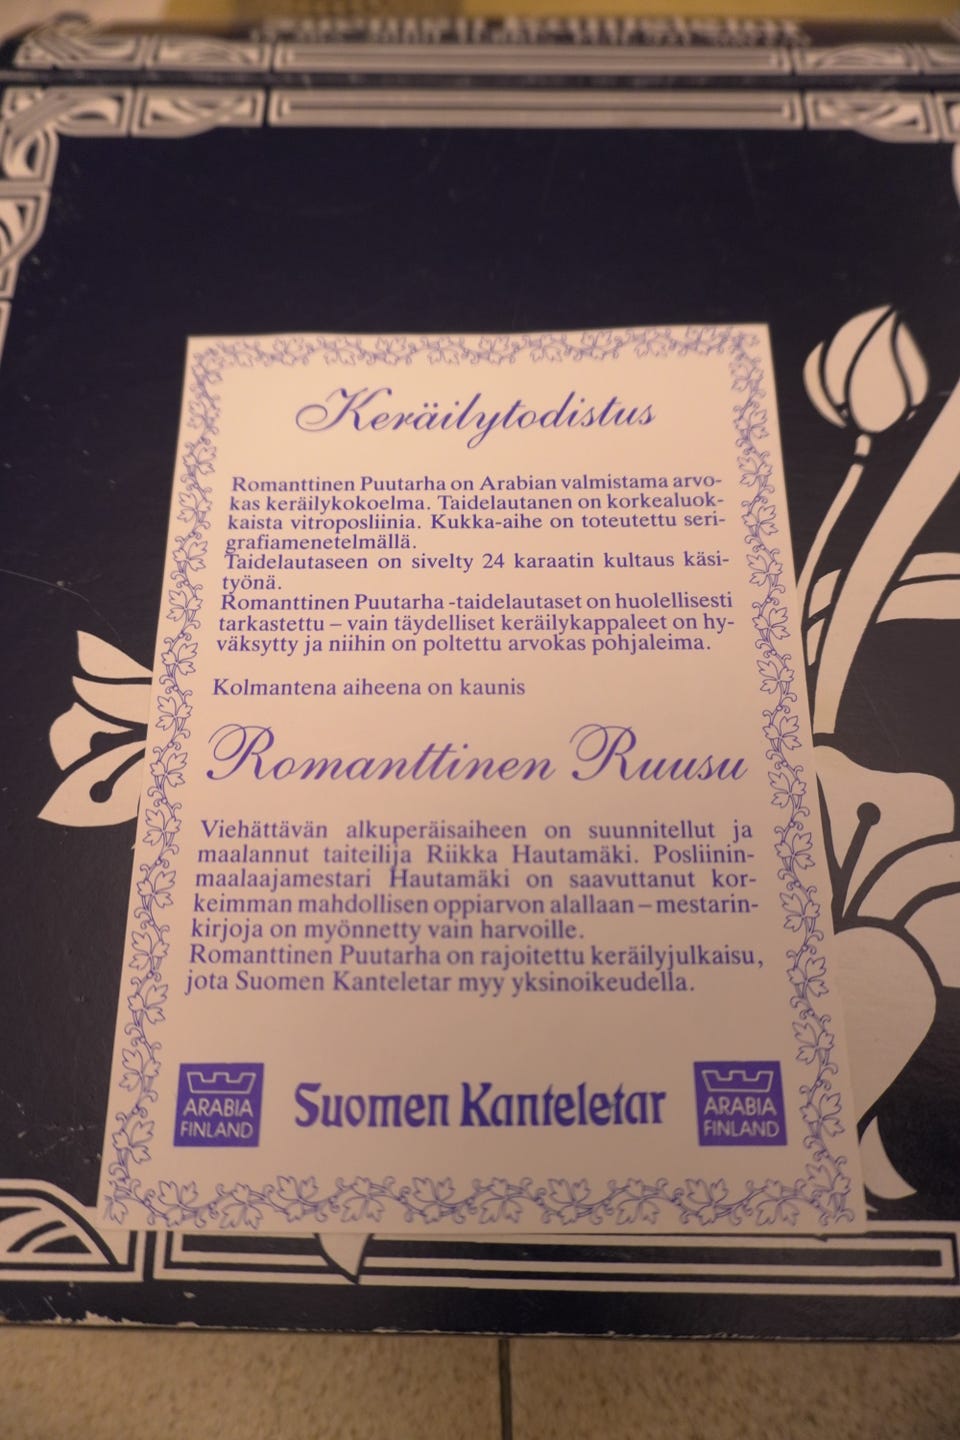 Suomen Kanteletar
Keräilytodistus
Romanttinen Puutarha on Arabian valmistama arvo-
kas keräilykokoelma. Taidelautanen on korkealuok-
kaista vitroposliinia. Kukka-aihe on toteutettu seri-
grafiamenetelmällä.
Taidelautaseen on sivelty 24 karaatin kultaus käsi-
työnä.
Romanttinen Puutarha -taidelautaset on huolellisesti
tarkastettu – vain täydelliset keräilykappaleet on hy-
väksytty ja niihin on poltettu arvokas pohjaleima.
Kolmantena aiheena on kaunis
Romanttinen Ruusu
Viehättävän alkuperäisaiheen on suunnitellut ja
maalannut taiteilija Riikka Hautamäki. Posliinin-
maalaajamestari Hautamäki on saavuttanut kor-
keimman mahdollisen oppiarvon alallaan – mestarin-
kirjoja on myönnetty vain harvoille.
Romanttinen Puutarha on rajoitettu keräilyjulkaisu,
jota Suomen Kanteletar myy yksinoikeudella.
ARABIA
FINLAND
Suomen Kanteletar
ARABIA
FINLAND